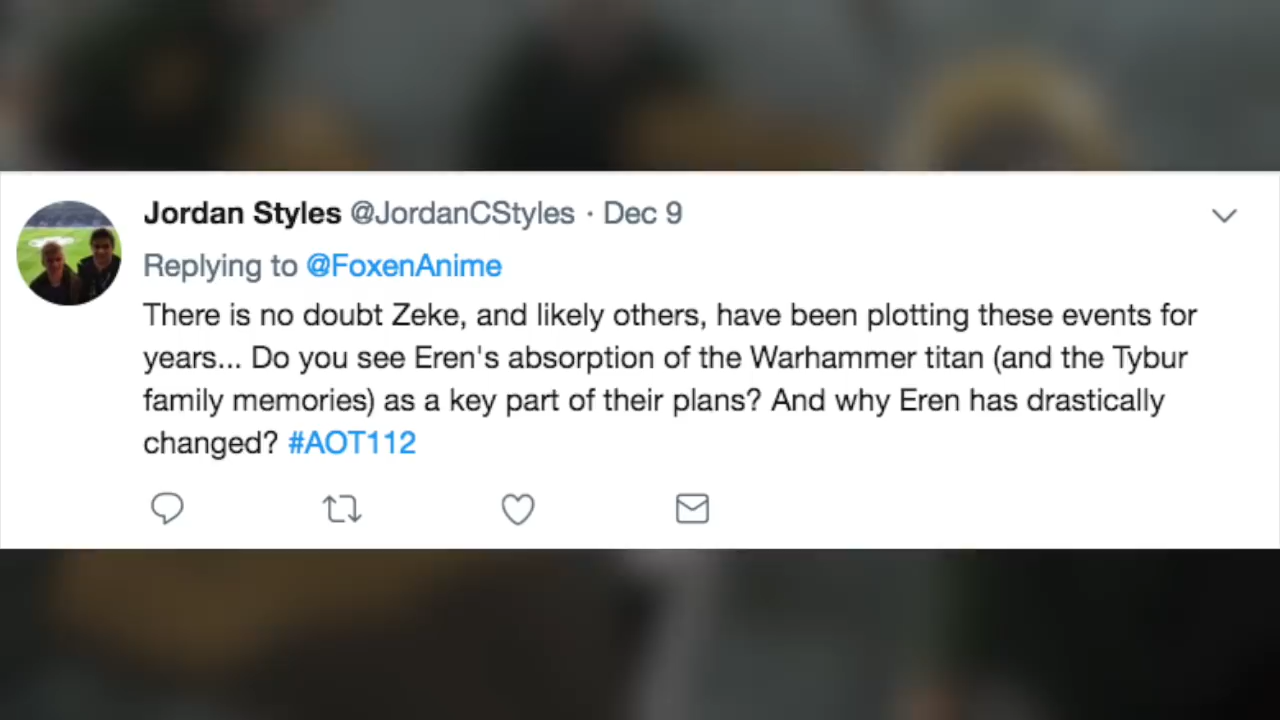 Jordan Styles @JordanCStyles · Dec 9
Replying to @FoxenAnime
There is no doubt Zeke, and likely others, have been plotting these events for
years... Do you see Eren's absorption of the Warhammer titan (and the Tybur
family memories) as a key part of their plans? And why Eren has drastically
changed? #AOT112